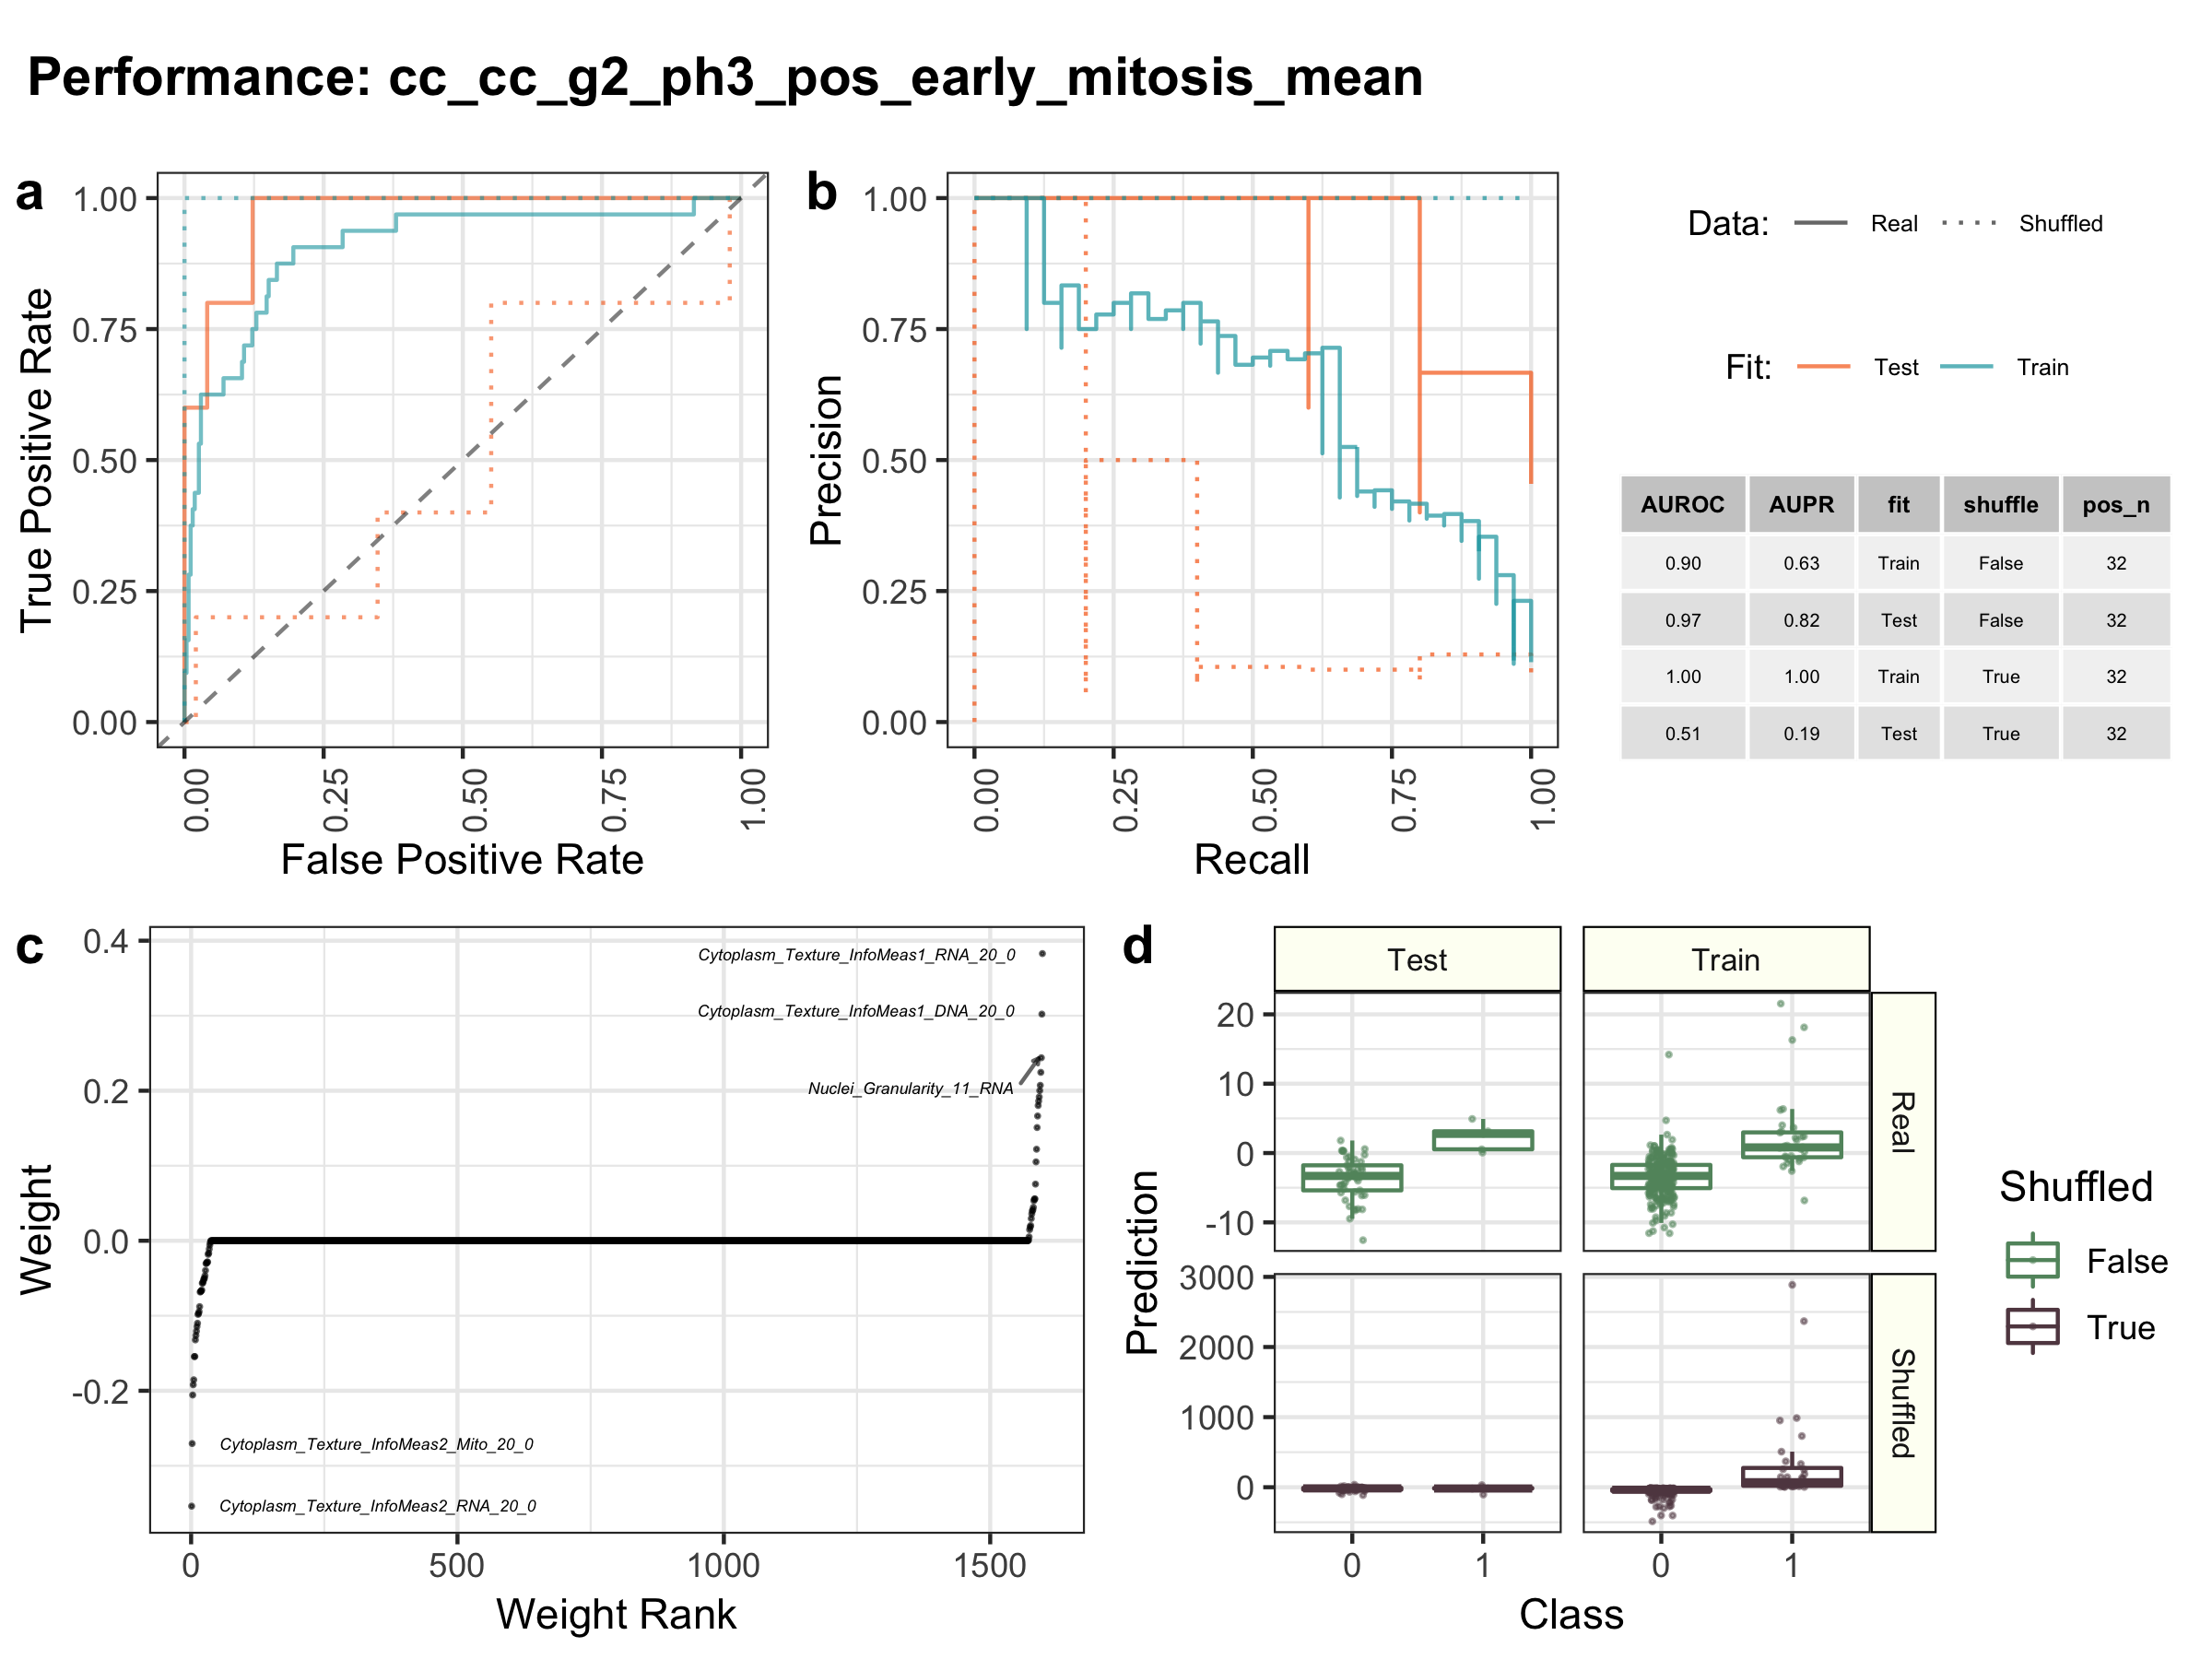 Performance: cc_cc_g2_ph3_pos_early_mitosis_mean
a
True Positive Rate
1.00
0.75
0.50
0.25
0.00
0.00 0.25 0.50 0.75 1.00
False Positive Rate
b
Precision
1.00
0.75
0.50
0.25
0.00
0.00 0.25 0.50 0.75 1.00
Recall
Data: Real Shuffled
Fit: Test Train
AUROC AUPR fit shuffle pos_n
0.90 0.63 Train False 32
0.97 0.82 Test False 32
1.00 1.00 Train True 32
0.51 0.19 Test True 32
c
Weight
0.4
0.2
0.0
-0.2
Cytoplasm_Texture_InfoMeas1_RNA_20_0
Cytoplasm_Texture_InfoMeas1_DNA_20_0
Nuclei_Granularity_11_RNA
Cytoplasm_Texture_InfoMeas2_Mito_20_0
Cytoplasm_Texture_InfoMeas2_RNA_20_0
0 500 1000 1500
Weight Rank
d
Test Train
Prediction
20
10
0
-10
Real
3000
2000
1000
0
Shuffled
0 1 0 1
Class
Shuffled
False
True